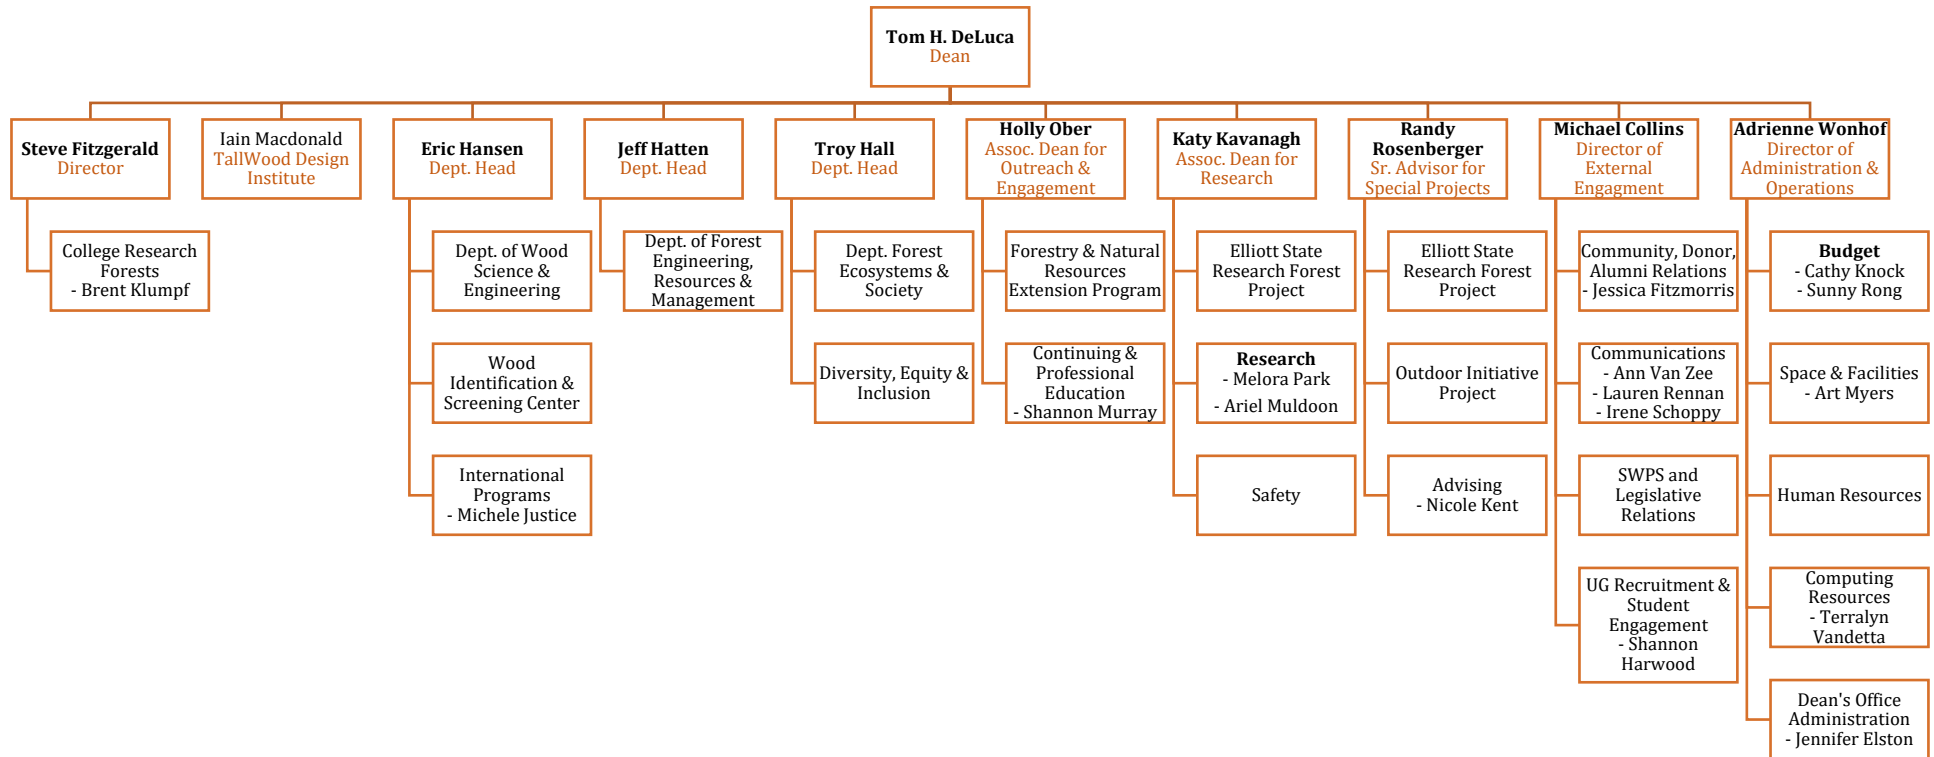 Tom H. DeLuca
Dean
Steve Fitzgerald
Director
Iain Macdonald
TallWood Design
Institute
Eric Hansen
Dept. Head
Jeff Hatten
Dept. Head
Troy Hall
Dept. Head
Holly Ober
Assoc. Dean for
Outreach &
Engagement
Katy Kavanagh
Assoc. Dean for
Research
Randy
Rosenberger
Sr. Advisor for
Special Projects
Michael Collins
Director of
External
Engagment
Adrienne Wonhof
Director of
Administration &
Operations
College Research
Forests
- Brent Klumpf
Dept. of Wood
Science &
Engineering
Wood
Identification &
Screening Center
International
Programs
- Michele Justice
Dept. of Forest
Engineering,
Resources &
Management
Dept. Forest
Ecosystems &
Society
Diversity, Equity &
Inclusion
Forestry & Natural
Resources
Extension Program
Continuing &
Professional
Education
- Shannon Murray
Elliott State
Research Forest
Project
Research
- Melora Park
- Ariel Muldoon
Safety
Elliott State
Research Forest
Project
Outdoor Initiative
Project
Advising
- Nicole Kent
Community, Donor,
Alumni Relations
- Jessica Fitzmorris
Communications
- Ann Van Zee
- Lauren Rennan
- Irene Schoppy
SWPS and
Legislative
Relations
UG Recruitment &
Student
Engagement
- Shannon
Harwood
Budget
- Cathy Knock
- Sunny Rong
Space & Facilities
- Art Myers
Human Resources
Computing
Resources
- Terralyn
Vandetta
Dean's Office
Administration
- Jennifer Elston